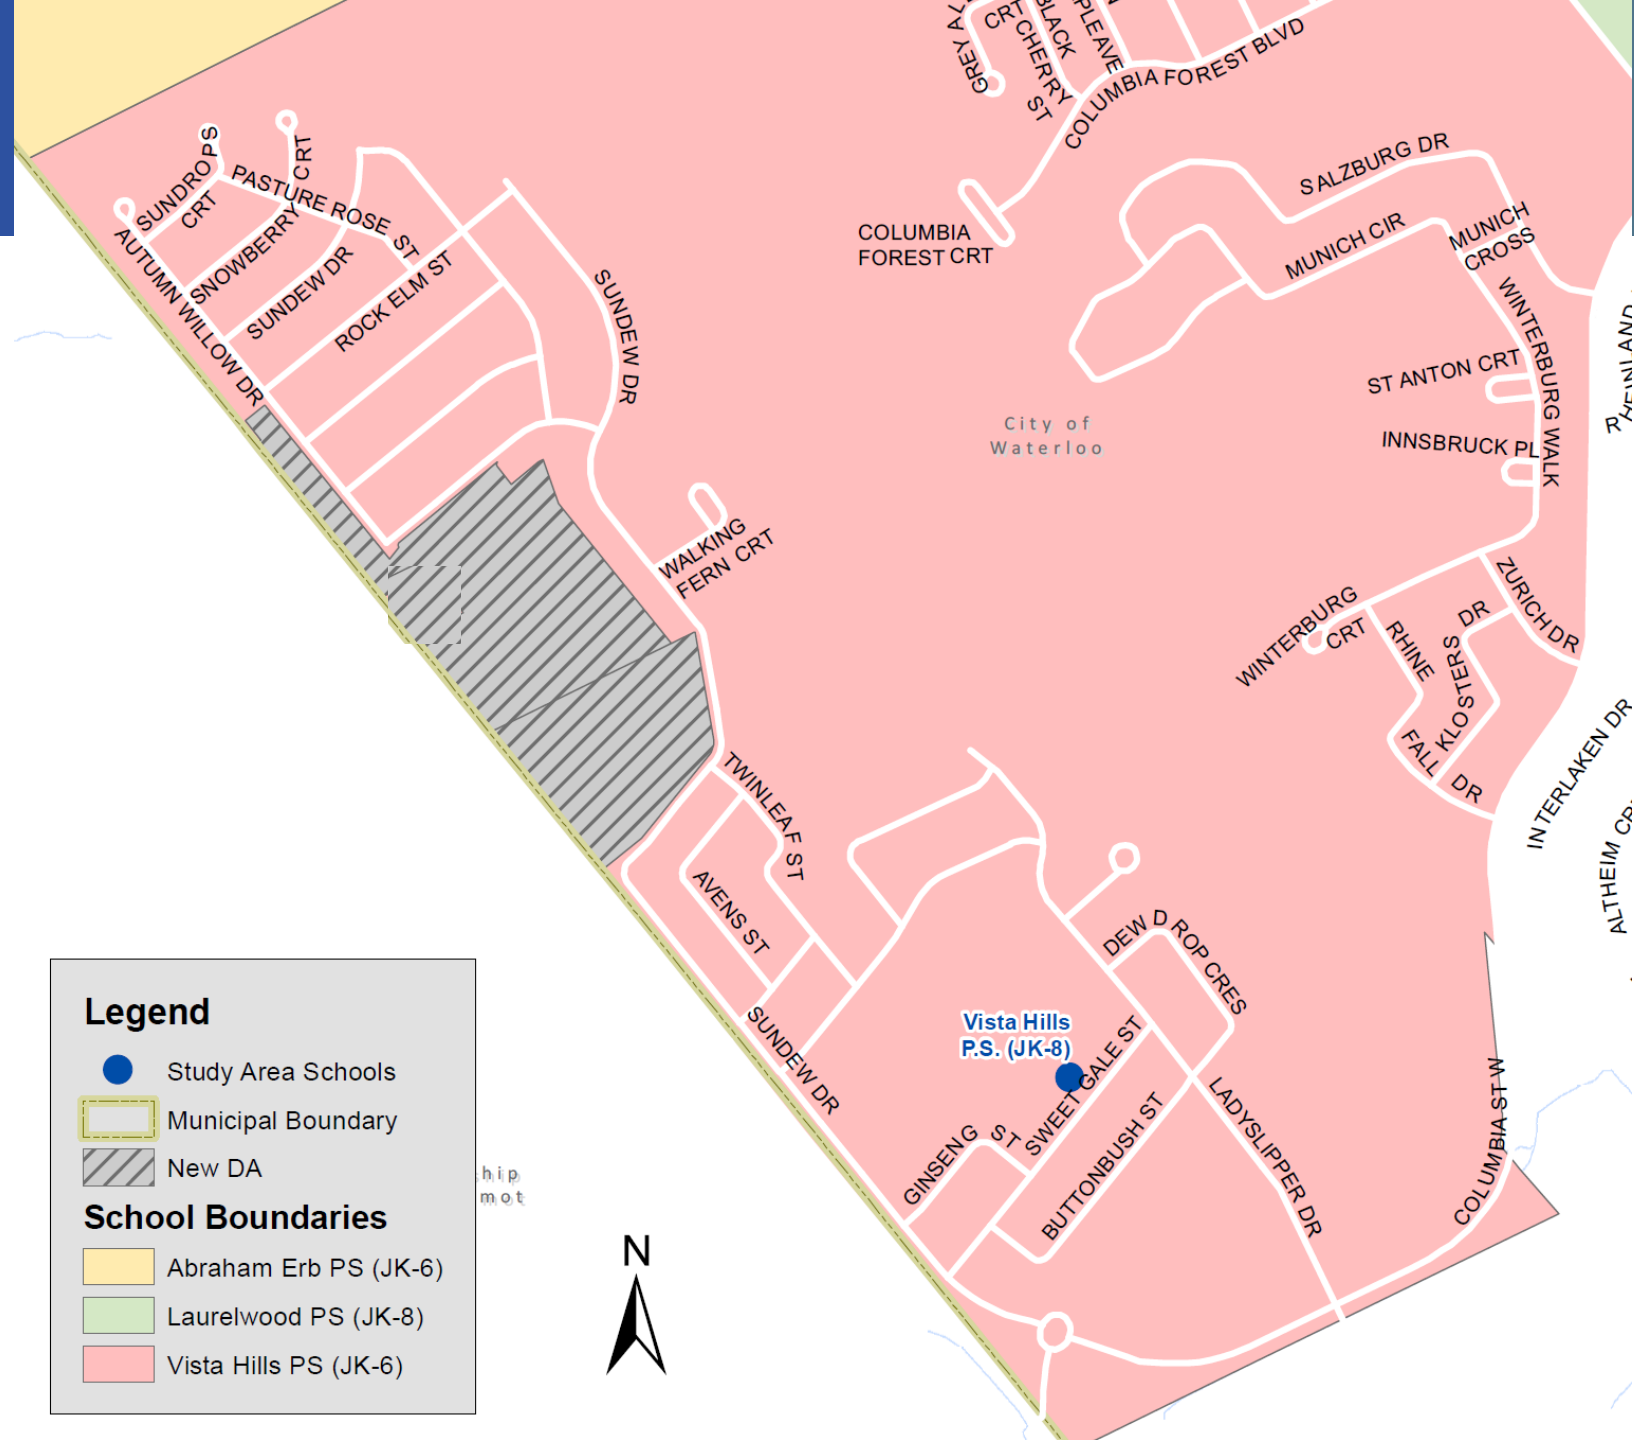 CRT
BLACK
CHERRY
ST
COLUMBIA FOREST BLVD
SALZBURG DR
SUNDROPS
CRT
CRT
PASTURE ROSE ST
SNOWBERRY
AUTUMN WILLOW DR
SUNDEW DR
ROCK ELM ST
SUNDEW DR
COLUMBIA
FOREST CRT
MUNICH CIR
MUNICH
CROSS
WINTERBURG WALK
ST ANTON CRT
INNSBRUCK PL
City of
Waterloo
WALKING
FERN CRT
ZURICH DR
WINTERBURG
CRT
RHINE
FALL DR
KLOSTERS DR
INTERLAKEN DR
TWINLEAF ST
AVENS ST
DEW DROP CRES
SUNDEW DR
Vista Hills
P.S. (JK-8)
SWEET GALE ST
GINSENG ST
BUTTONBUSH ST
LADYSLIPPER DR
COLUMBIA ST W
Legend
Study Area Schools
Municipal Boundary
New DA
School Boundaries
Abraham Erb PS (JK-6)
Laurelwood PS (JK-8)
Vista Hills PS (JK-6)
N